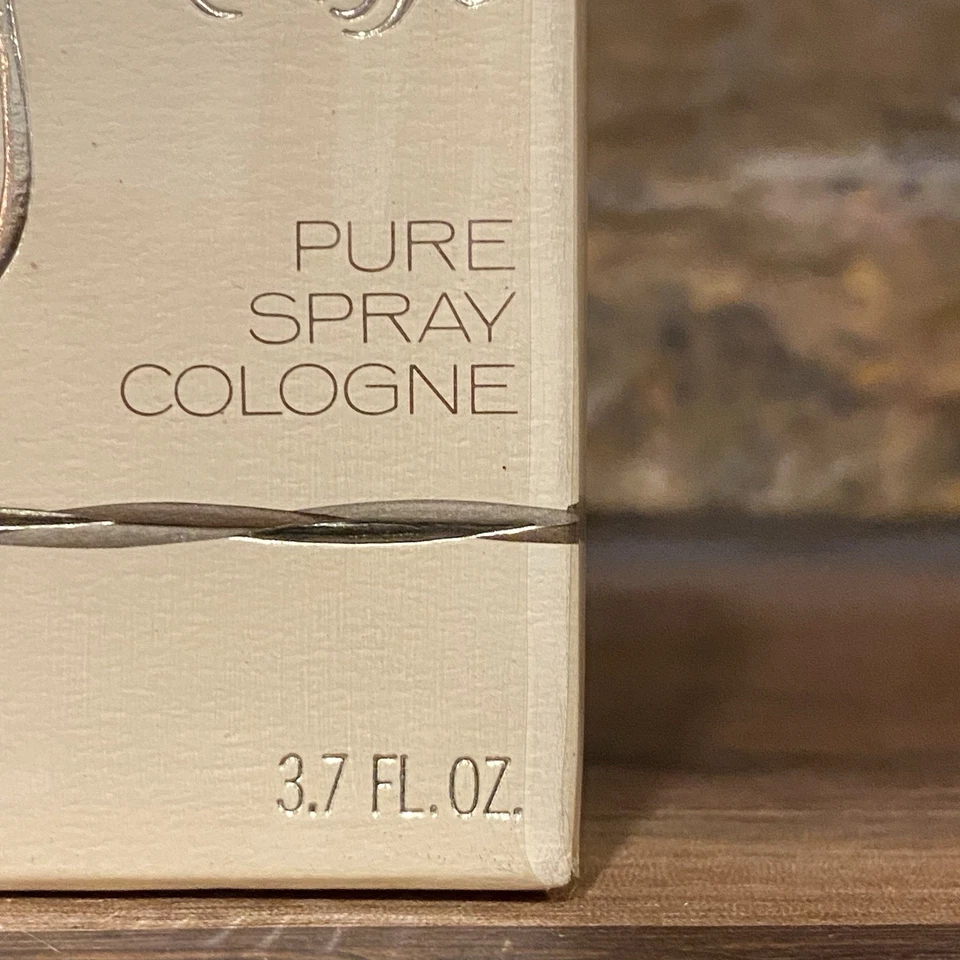 PURE
SPRAY
COLOGNE
3.7 FL. OZ.